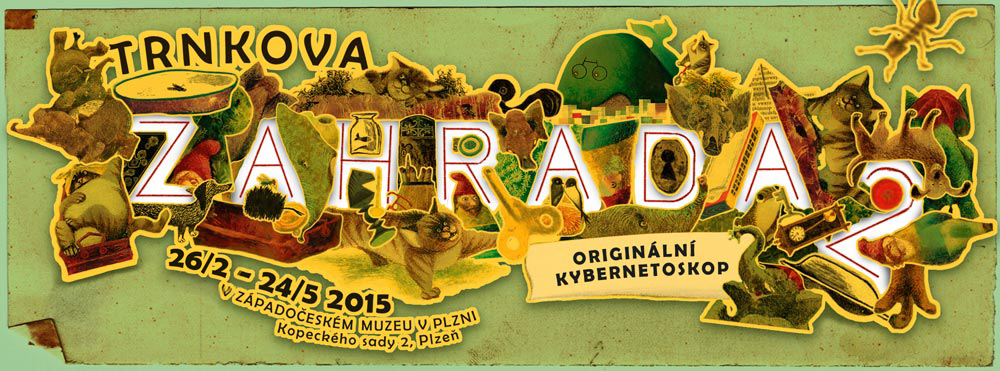 TRNKOVA
ZAHRADA 2
26/2 – 24/5 2015
V ZÁPADOČESKÉM MUZEU V PLZNI
Kopeckého sady 2, Plzeň
ORIGINÁLNÍ
KYBERNETOSKOP